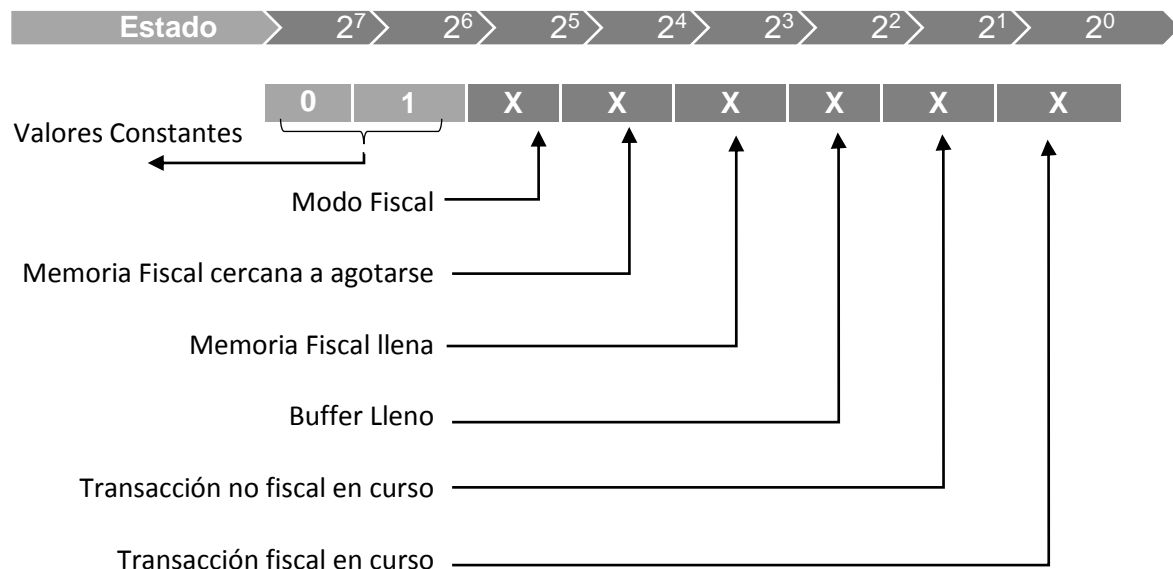 Estado 2⁷ 2⁶ 2⁵ 2⁴ 2³ 2² 2¹ 2⁰
0 1 X X X X X X
Valores Constantes
Modo Fiscal
Memoria Fiscal cercana a agotarse
Memoria Fiscal llena
Buffer Lleno
Transacción no fiscal en curso
Transacción fiscal en curso